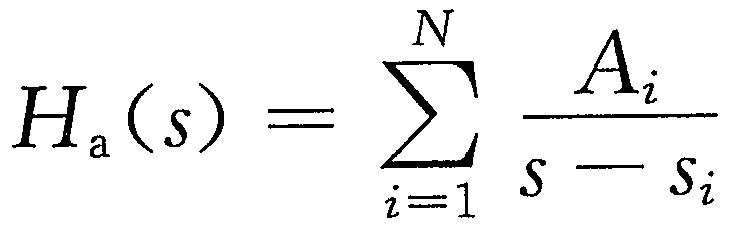 H_a(s) = \sum_{i=1}^{N} \frac{A_i}{s - s_i}